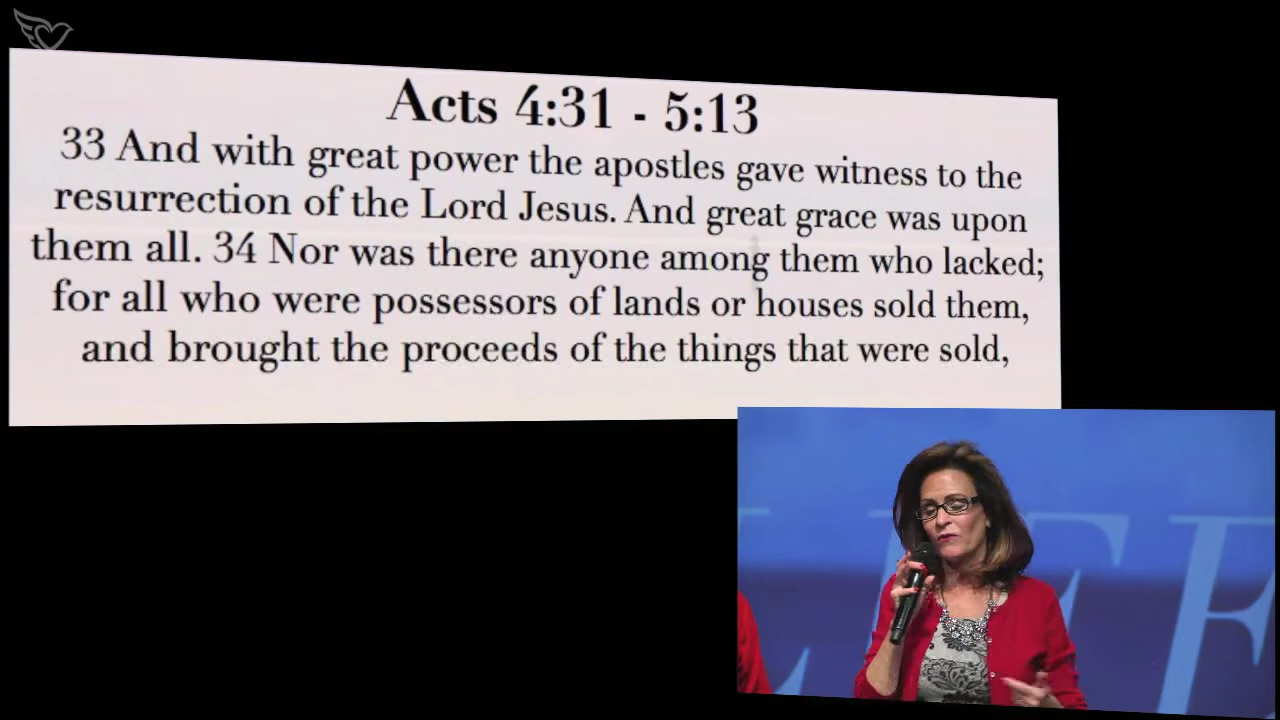 Acts 4:31 - 5:13
33 And with great power the apostles gave witness to the
resurrection of the Lord Jesus. And great grace was upon
them all. 34 Nor was there anyone among them who lacked;
for all who were possessors of lands or houses sold them,
and brought the proceeds of the things that were sold,